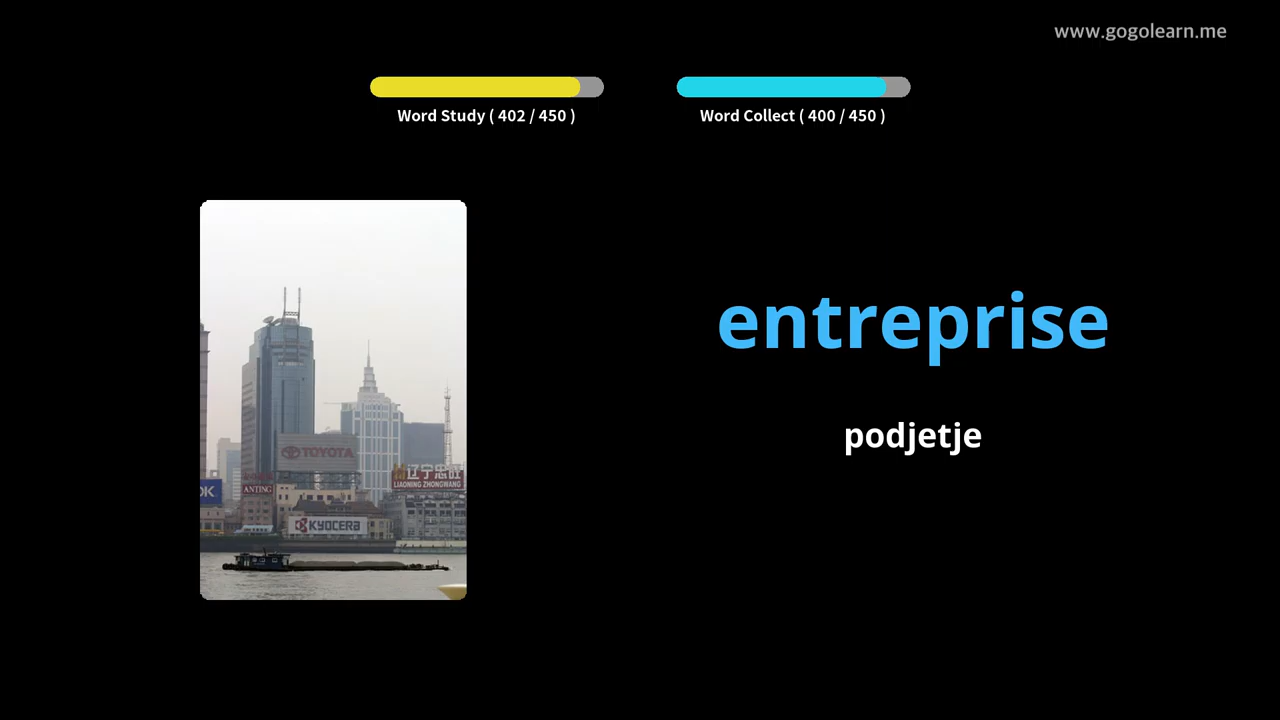 www.gogolearn.me
Word Study ( 402 / 450 )
Word Collect ( 400 / 450 )
entreprise
podjetje
TOYOTA
辽宁忠旺
LIAONING ZHONGWANG
OK
ANTING
KYOCERA